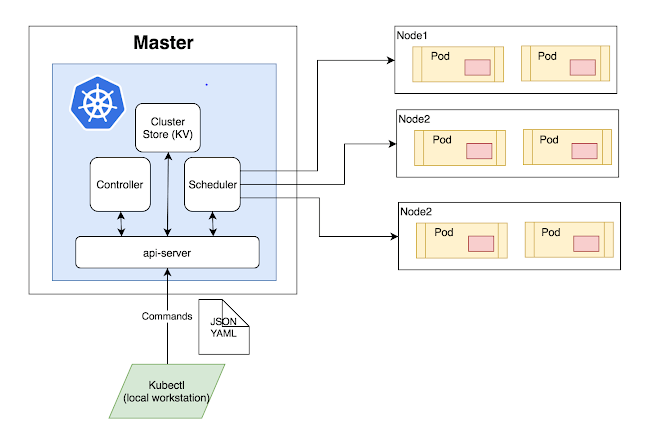 Master
Cluster
Store (KV)
Controller
Scheduler
api-server
Commands
JSON
YAML
Kubectl
(local workstation)
Node1
Pod
Pod
Node2
Pod
Pod
Node2
Pod
Pod